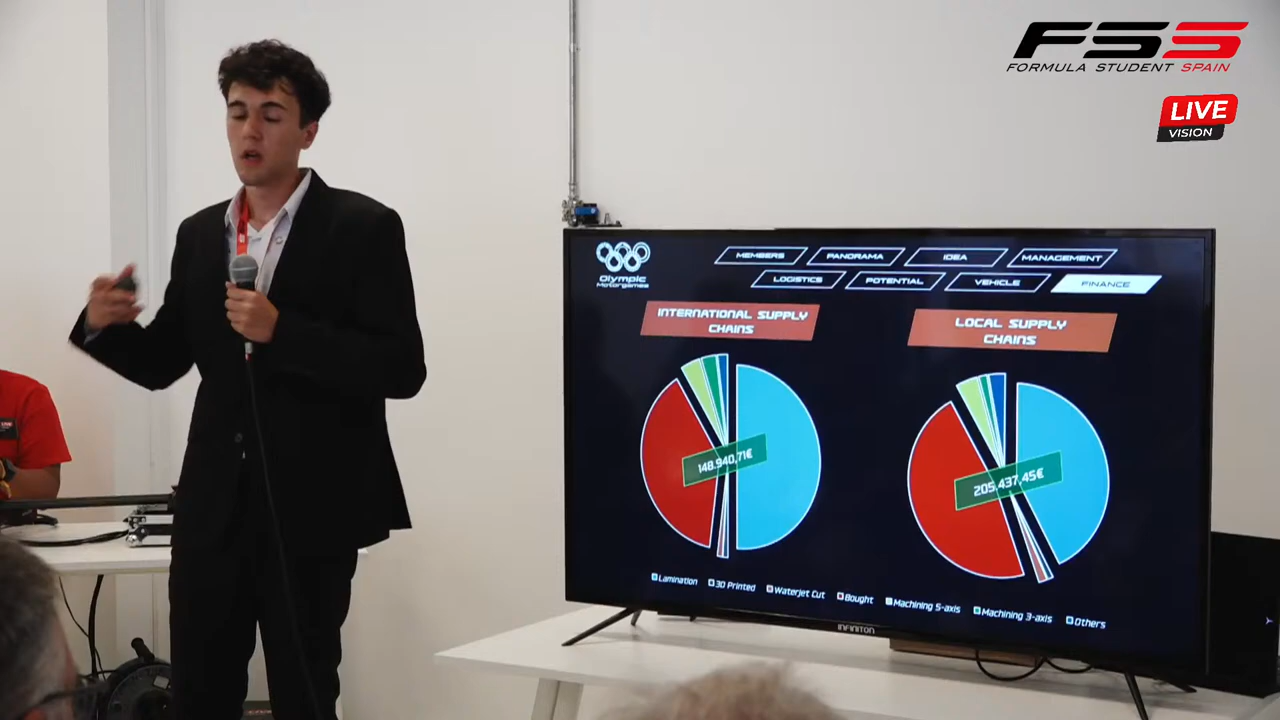 FSS
FORMULA STUDENT SPAIN
LIVE
VISION
Olympic
Motorgames
MEMBERS
PANORAMA
IDEA
MANAGEMENT
LOGISTICS
POTENTIAL
VEHICLE
FINANCE
INTERNATIONAL SUPPLY
CHAINS
LOCAL SUPPLY
CHAINS
148.940,71€
205.437,45€
Lamination
3D Printed
Waterjet Cut
Bought
Machining 5-axis
Machining 3-axis
Others
INFINITON